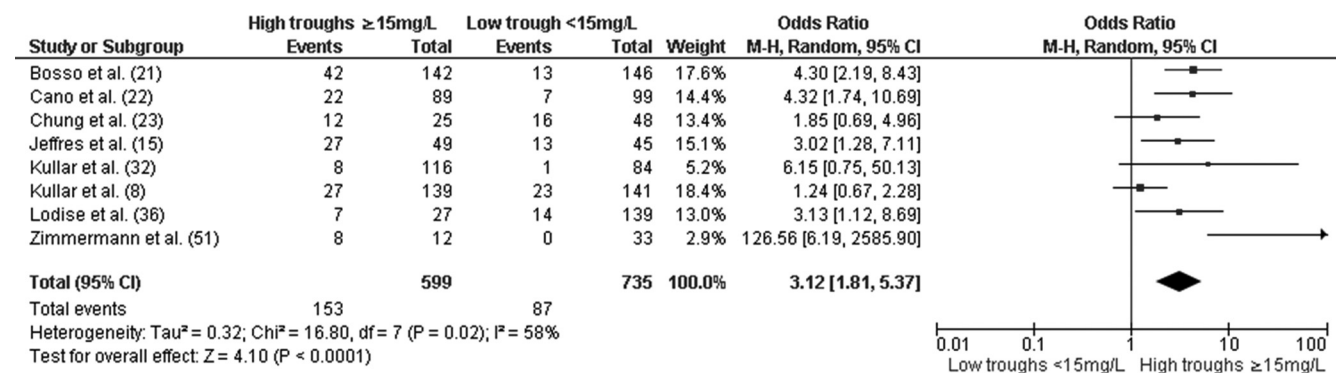 High troughs ≥15mg/L Low trough <15mg/L Odds Ratio Odds Ratio
Study or Subgroup Events Total Events Total Weight M-H, Random, 95% CI M-H, Random, 95% CI
Bosso et al. (21) 42 142 13 146 17.6% 4.30 [2.19, 8.43]
Cano et al. (22) 22 89 7 99 14.4% 4.32 [1.74, 10.69]
Chung et al. (23) 12 25 16 48 13.4% 1.85 [0.69, 4.96]
Jeffres et al. (15) 27 49 13 45 15.1% 3.02 [1.28, 7.11]
Kullar et al. (32) 8 116 1 84 5.2% 6.15 [0.75, 50.13]
Kullar et al. (8) 27 139 23 141 18.4% 1.24 [0.67, 2.28]
Lodise et al. (36) 7 27 14 139 13.0% 3.13 [1.12, 8.69]
Zimmermann et al. (51) 8 12 0 33 2.9% 126.56 [6.19, 2585.90]
Total (95% CI) 599 735 100.0% 3.12 [1.81, 5.37]
Total events 153 87
Heterogeneity: Tau² = 0.32; Chi² = 16.80, df = 7 (P = 0.02); I² = 58%
Test for overall effect: Z = 4.10 (P < 0.0001)
0.01 0.1 1 10 100
Low troughs <15mg/L High troughs ≥15mg/L